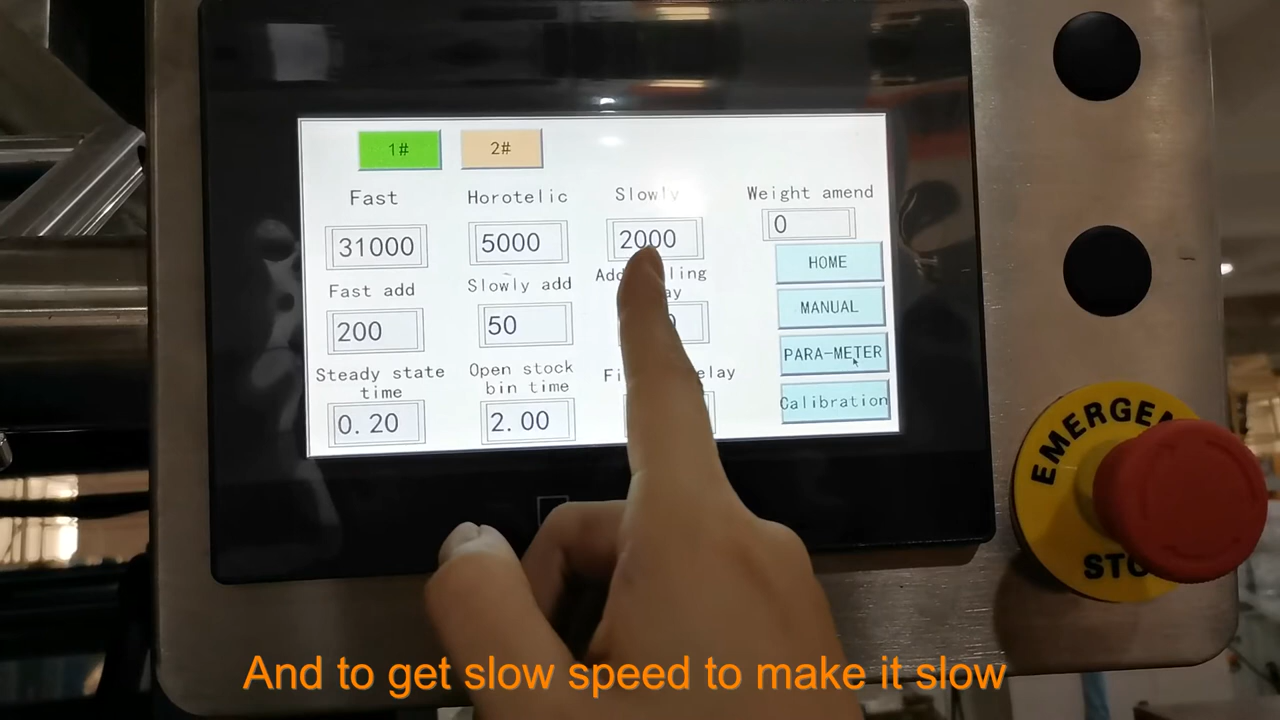 1# 2#
Fast Horotelic Slowly Weight amend
31000 5000 2000 0
HOME
Fast add Slowly add
MANUAL
200 50
PARA-METER
Steady state time Open stock bin time
Calibration
0.20 2.00
EMERGEN
STO
And to get slow speed to make it slow